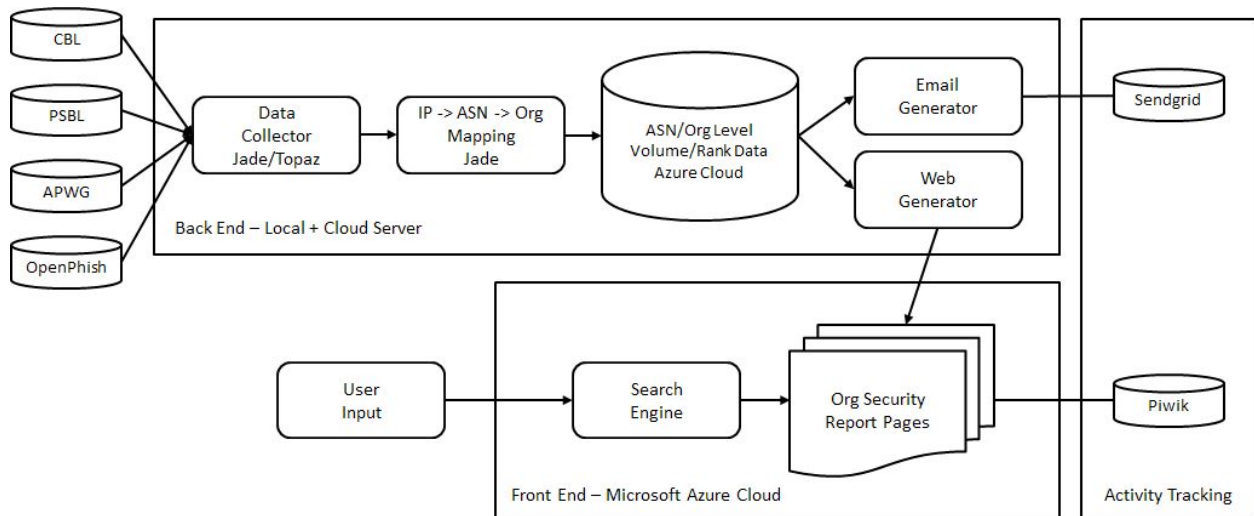 CBL
PSBL
APWG
OpenPhish
Data
Collector
Jade/Topaz
IP -> ASN -> Org
Mapping
Jade
ASN/Org Level
Volume/Rank Data
Azure Cloud
Email
Generator
Web
Generator
Back End – Local + Cloud Server
Sendgrid
User
Input
Search
Engine
Org Security
Report Pages
Piwik
Front End – Microsoft Azure Cloud
Activity Tracking